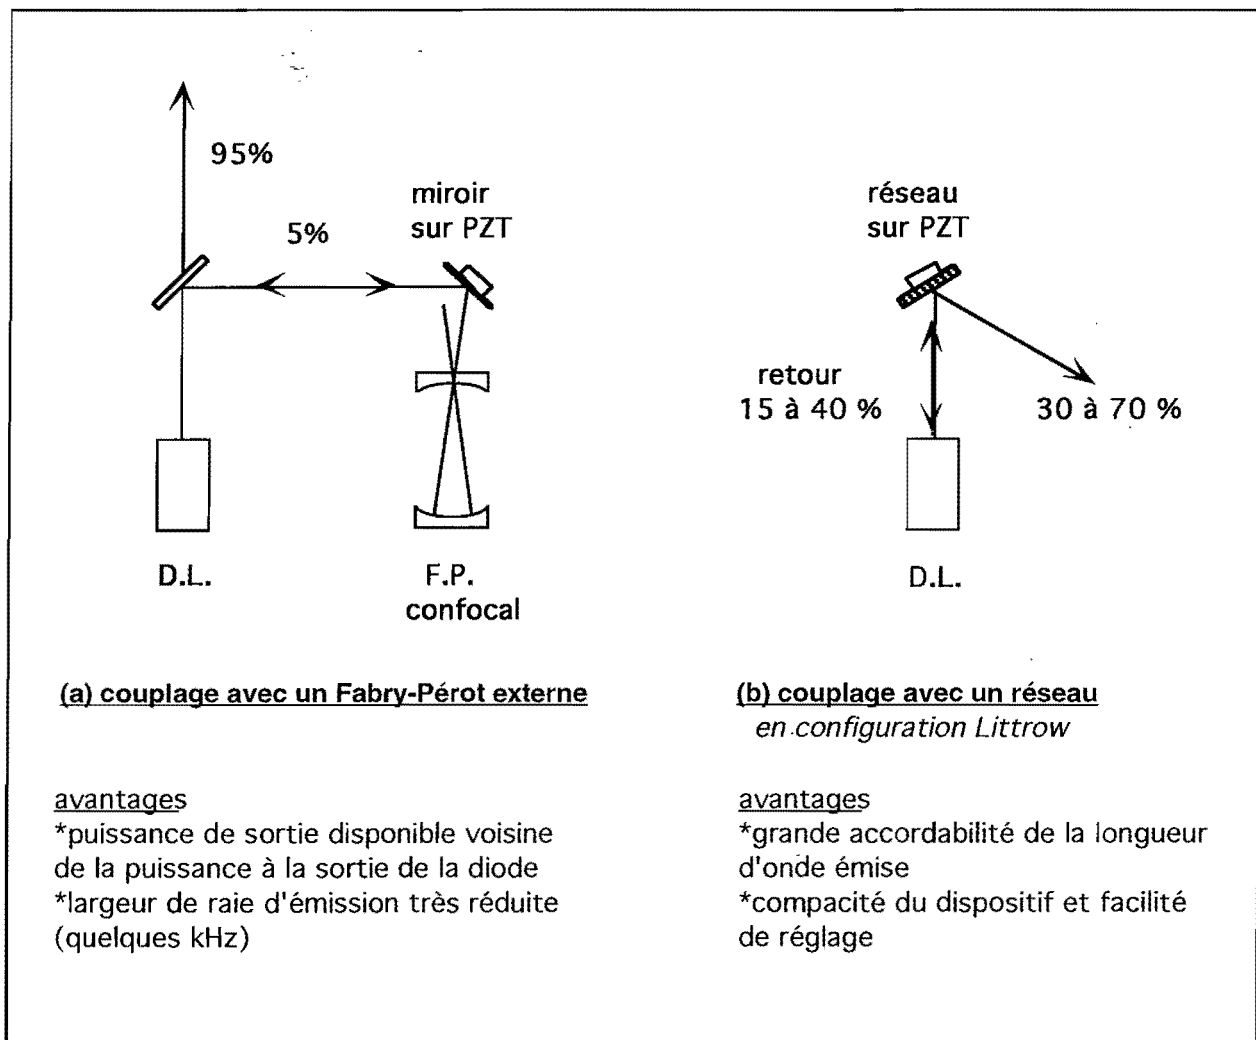 95%
5%
miroir
sur PZT
D.L.
F.P.
confocal
réseau
sur PZT
retour
15 à 40 %
30 à 70 %
D.L.
(a) couplage avec un Fabry-Pérot externe
avantages
*puissance de sortie disponible voisine
de la puissance à la sortie de la diode
*largeur de raie d'émission très réduite
(quelques kHz)
(b) couplage avec un réseau
en configuration Littrow
avantages
*grande accordabilité de la longueur
d'onde émise
*compacité du dispositif et facilité
de réglage